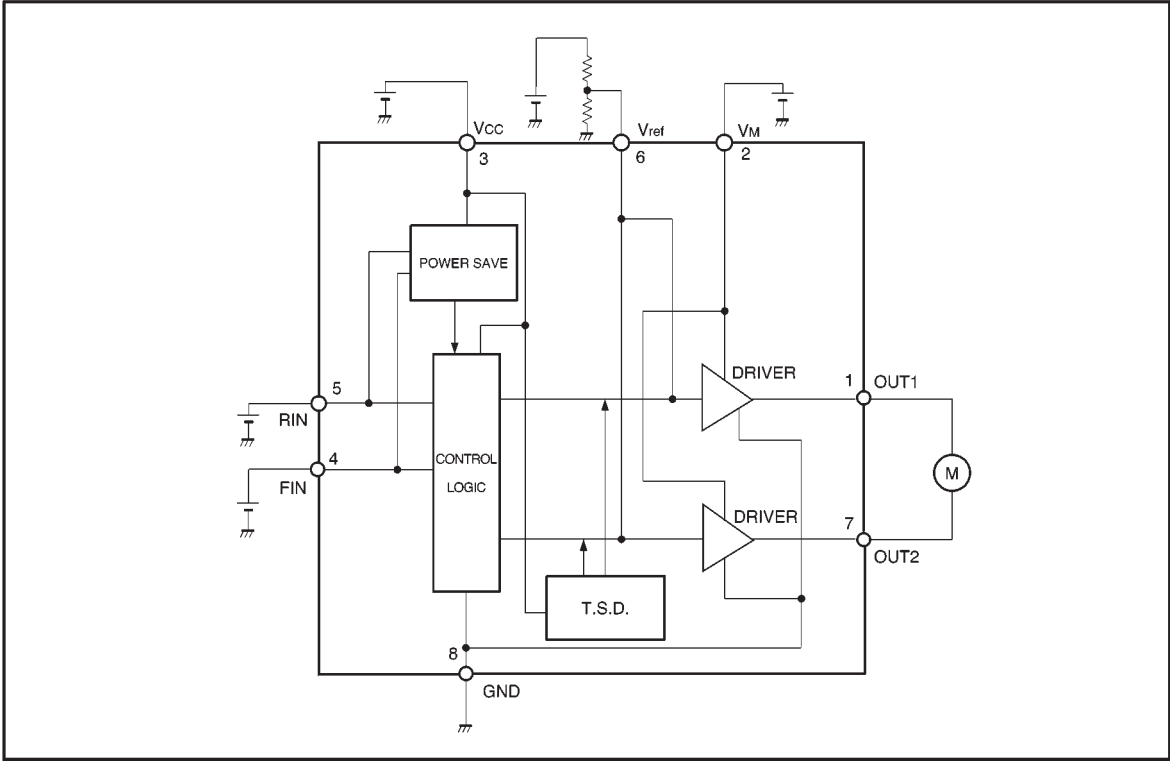 VCC
3
Vref
6
VM
2
POWER SAVE
5
RIN
4
FIN
CONTROL
LOGIC
DRIVER
1
OUT1
M
DRIVER
7
OUT2
T.S.D.
8
GND